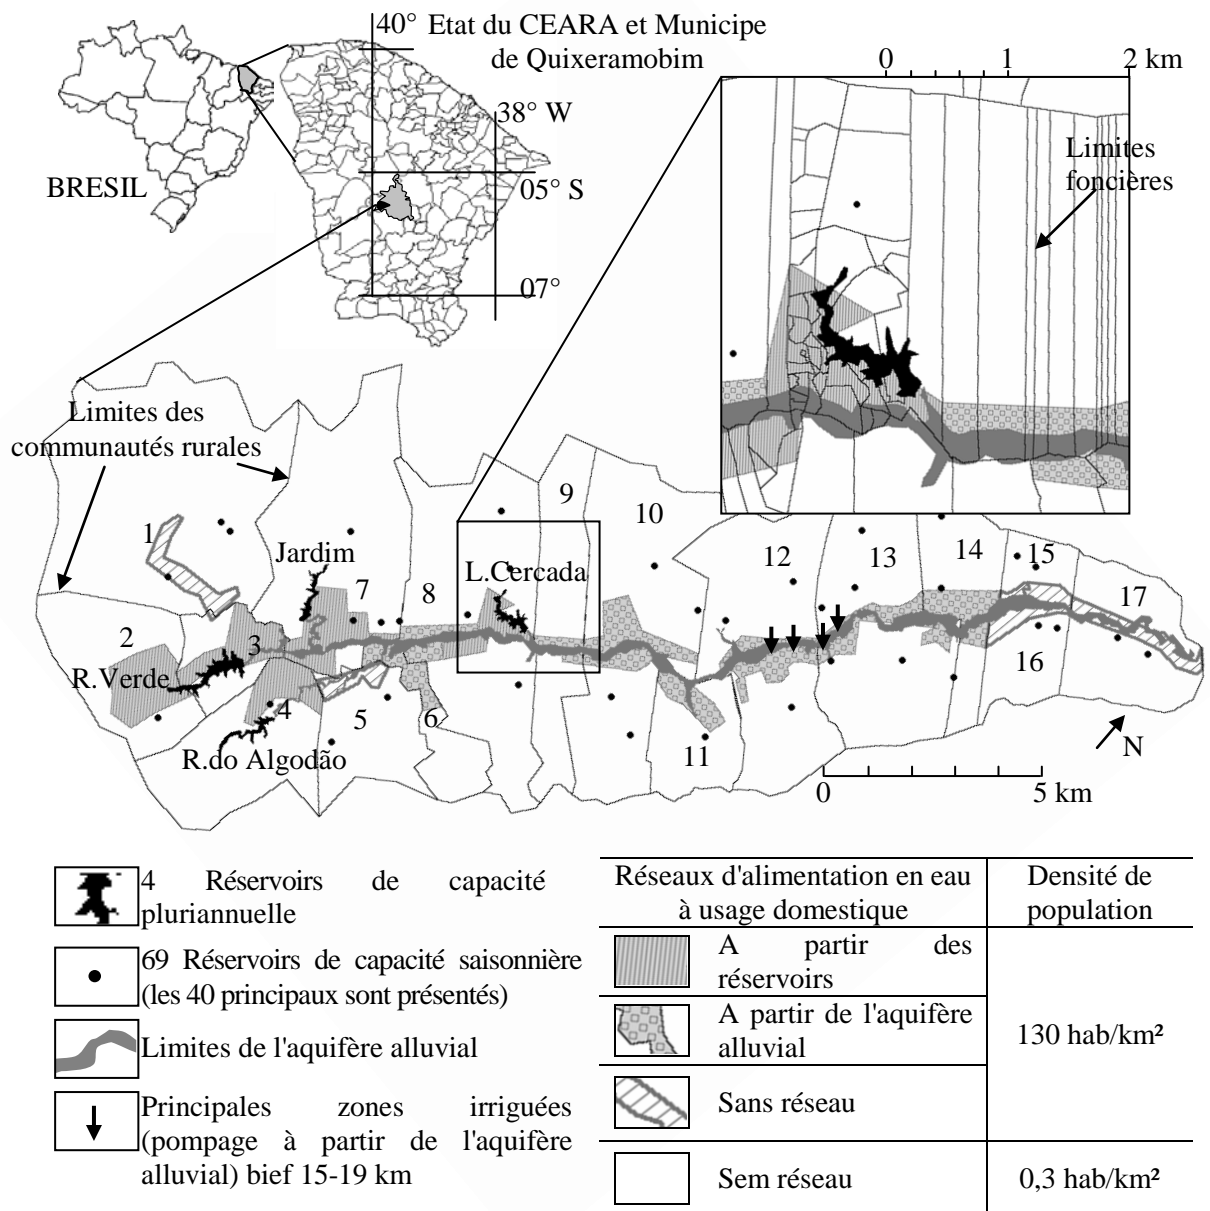 40° Etat du CEARA et Municipe
de Quixeramobim
0 1 2 km
38° W
Limites
foncières
BRESIL
05° S
07°
Limites des
communautés rurales
9
10
1
Jardim
7
8
L.Cercada
12
13
14
15
17
2
3
R.Verde
4
5
6
16
11
R.do Algodão
N
0 5 km
4 Réservoirs de capacité
pluriannuelle
69 Réservoirs de capacité saisonnière
(les 40 principaux sont présentés)
Limites de l'aquifère alluvial
Principales zones irriguées
(pompage à partir de l'aquifère
alluvial) bief 15-19 km
Réseaux d'alimentation en eau
à usage domestique
Densité de
population
A partir des
réservoirs
A partir de l'aquifère
alluvial
130 hab/km²
Sans réseau
Sem réseau
0,3 hab/km²